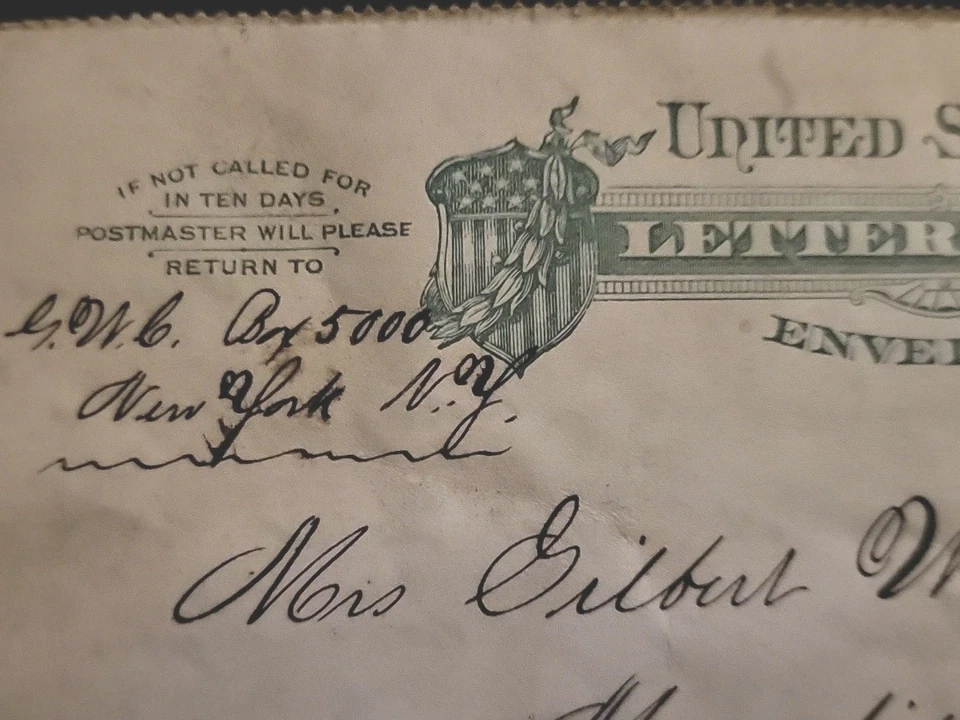 IF NOT CALLED FOR
IN TEN DAYS,
POSTMASTER WILL PLEASE
RETURN TO
G.W.C. Box 5000
New York N.Y.
UNITED S
LETTER
ENVEL
Mrs Gilbert W